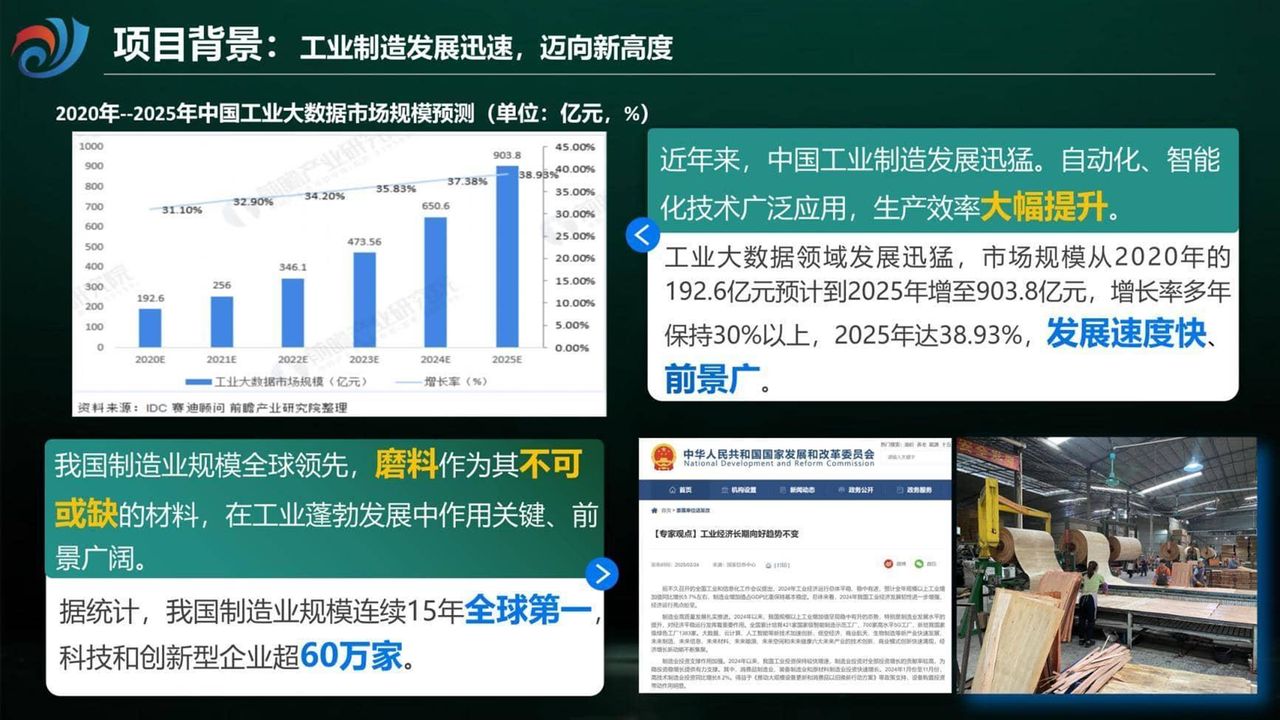 项目背景：工业制造发展迅速，迈向新高度
2020年--2025年中国工业大数据市场规模预测（单位：亿元，%）
1000
900
800
700
600
500
400
300
200
100
0
45.00%
40.00%
35.00%
30.00%
25.00%
20.00%
15.00%
10.00%
5.00%
0.00%
31.10%
32.90%
34.20%
35.83%
37.38%
38.93%
192.6
256
346.1
473.56
650.6
903.8
2020E
2021E
2022E
2023E
2024E
2025E
工业大数据市场规模（亿元）
增长率（%）
资料来源：IDC 赛迪顾问 前瞻产业研究院整理
近年来，中国工业制造发展迅猛。自动化、智能
化技术广泛应用，生产效率大幅提升。
工业大数据领域发展迅猛，市场规模从2020年的
192.6亿元预计到2025年增至903.8亿元，增长率多年
保持30%以上，2025年达38.93%，发展速度快、
前景广。
我国制造业规模全球领先，磨料作为其不可
或缺的材料，在工业蓬勃发展中作用关键、前
景广阔。
据统计，我国制造业规模连续15年全球第一，
科技和创新型企业超60万家。
中华人民共和国国家发展和改革委员会
National Development and Reform Commission
首页
机构设置
新闻动态
政务公开
政务服务
【专家观点】工业经济长期向好趋势不变